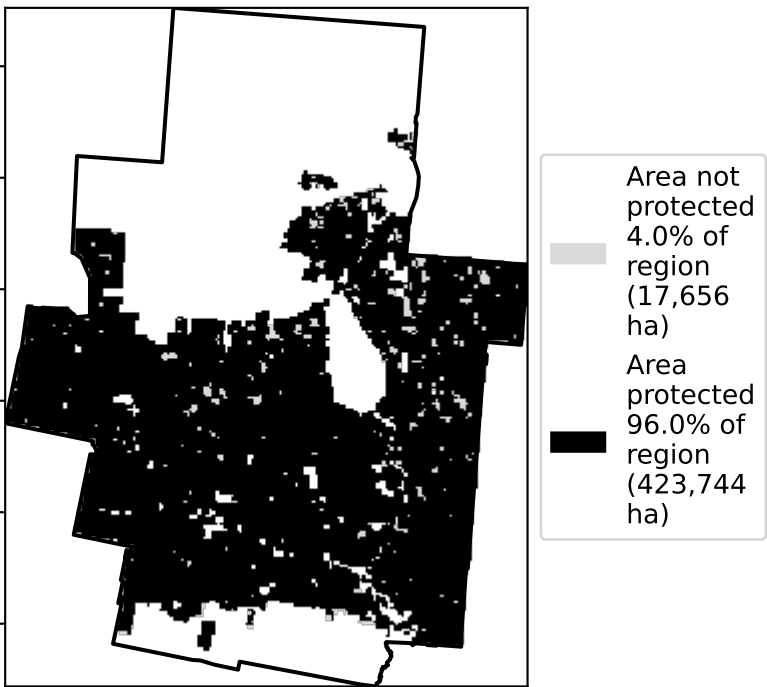 Area not
protected
4.0% of
region
(17,656
ha)
Area
protected
96.0% of
region
(423,744
ha)